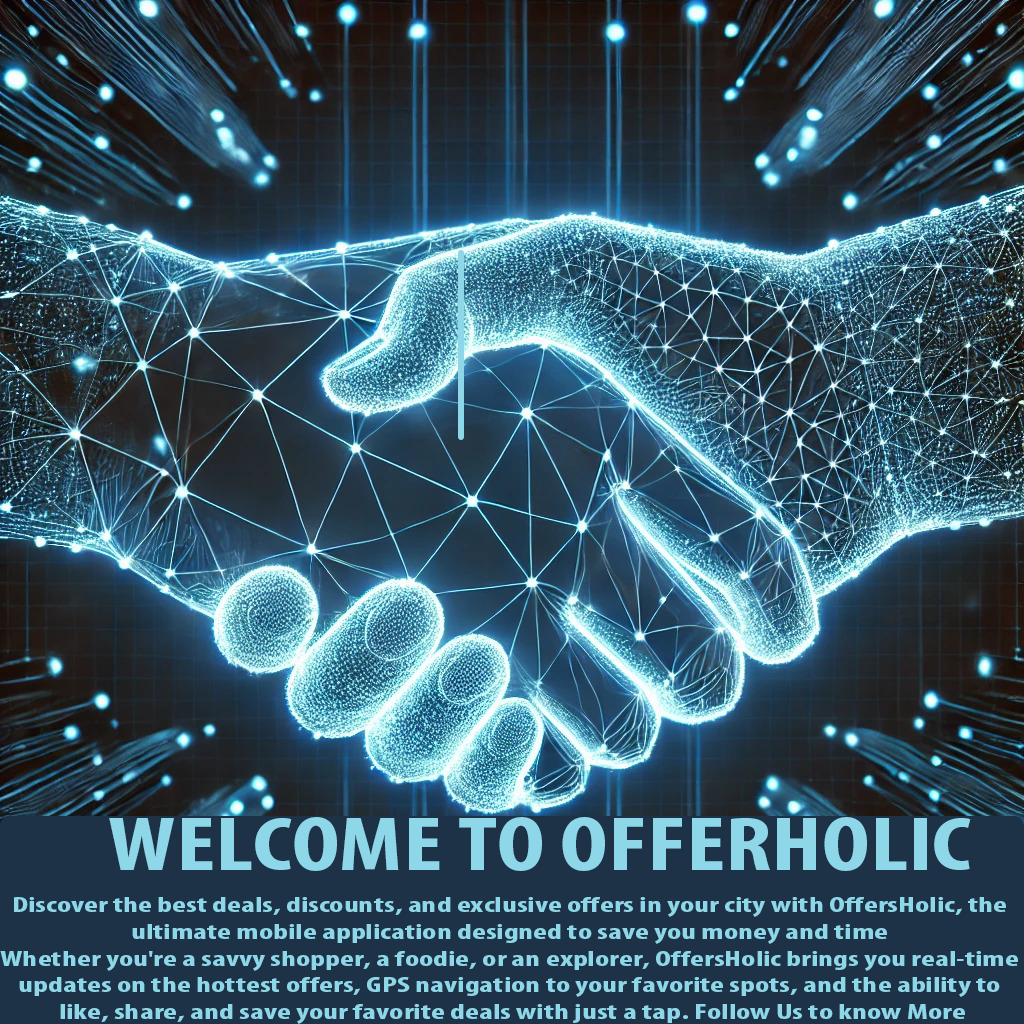 WELCOME TO OFFERHOLIC
Discover the best deals, discounts, and exclusive offers in your city with OffersHolic, the
ultimate mobile application designed to save you money and time
Whether you're a savvy shopper, a foodie, or an explorer, OffersHolic brings you real-time
updates on the hottest offers, GPS navigation to your favorite spots, and the ability to
like, share, and save your favorite deals with just a tap. Follow Us to know More